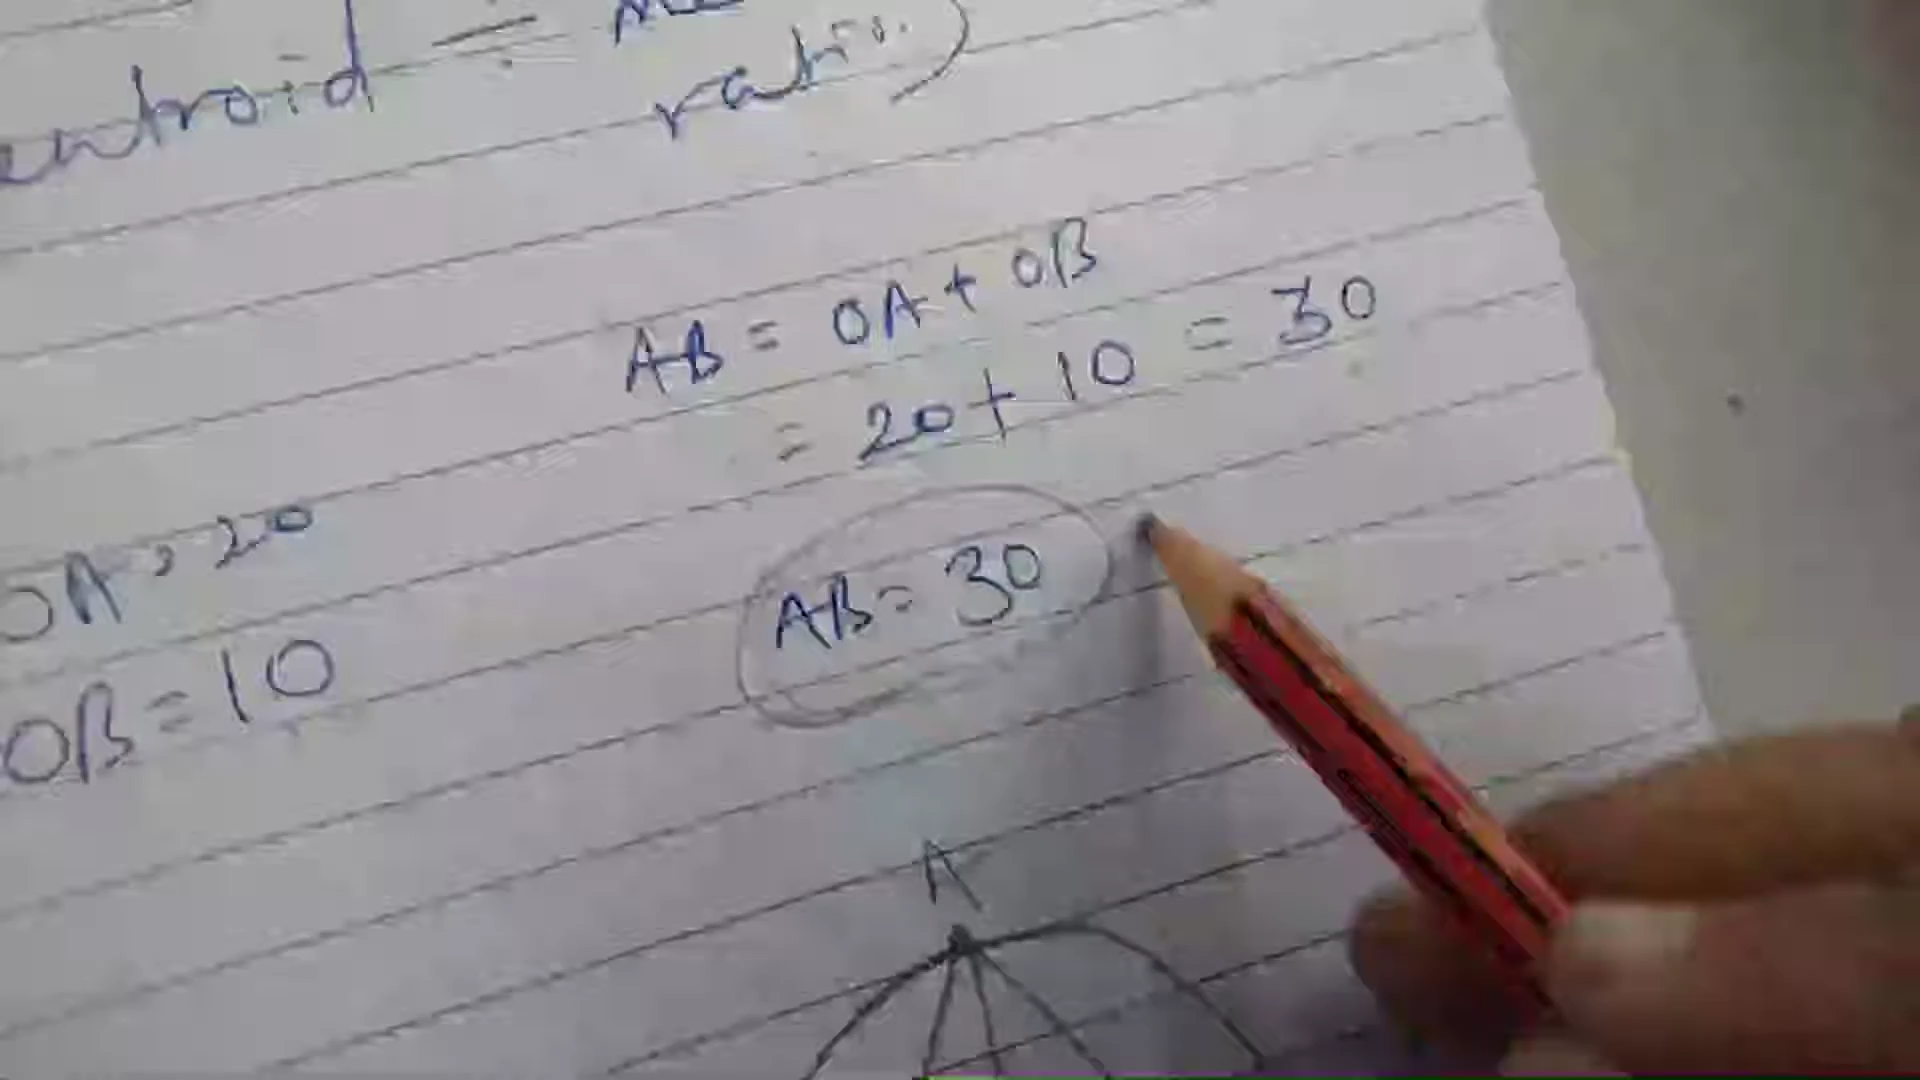 entroid =
ratio)
AB = OA + OB
= 20 + 10 = 30
OA = 20
AB = 30
OB = 10
A